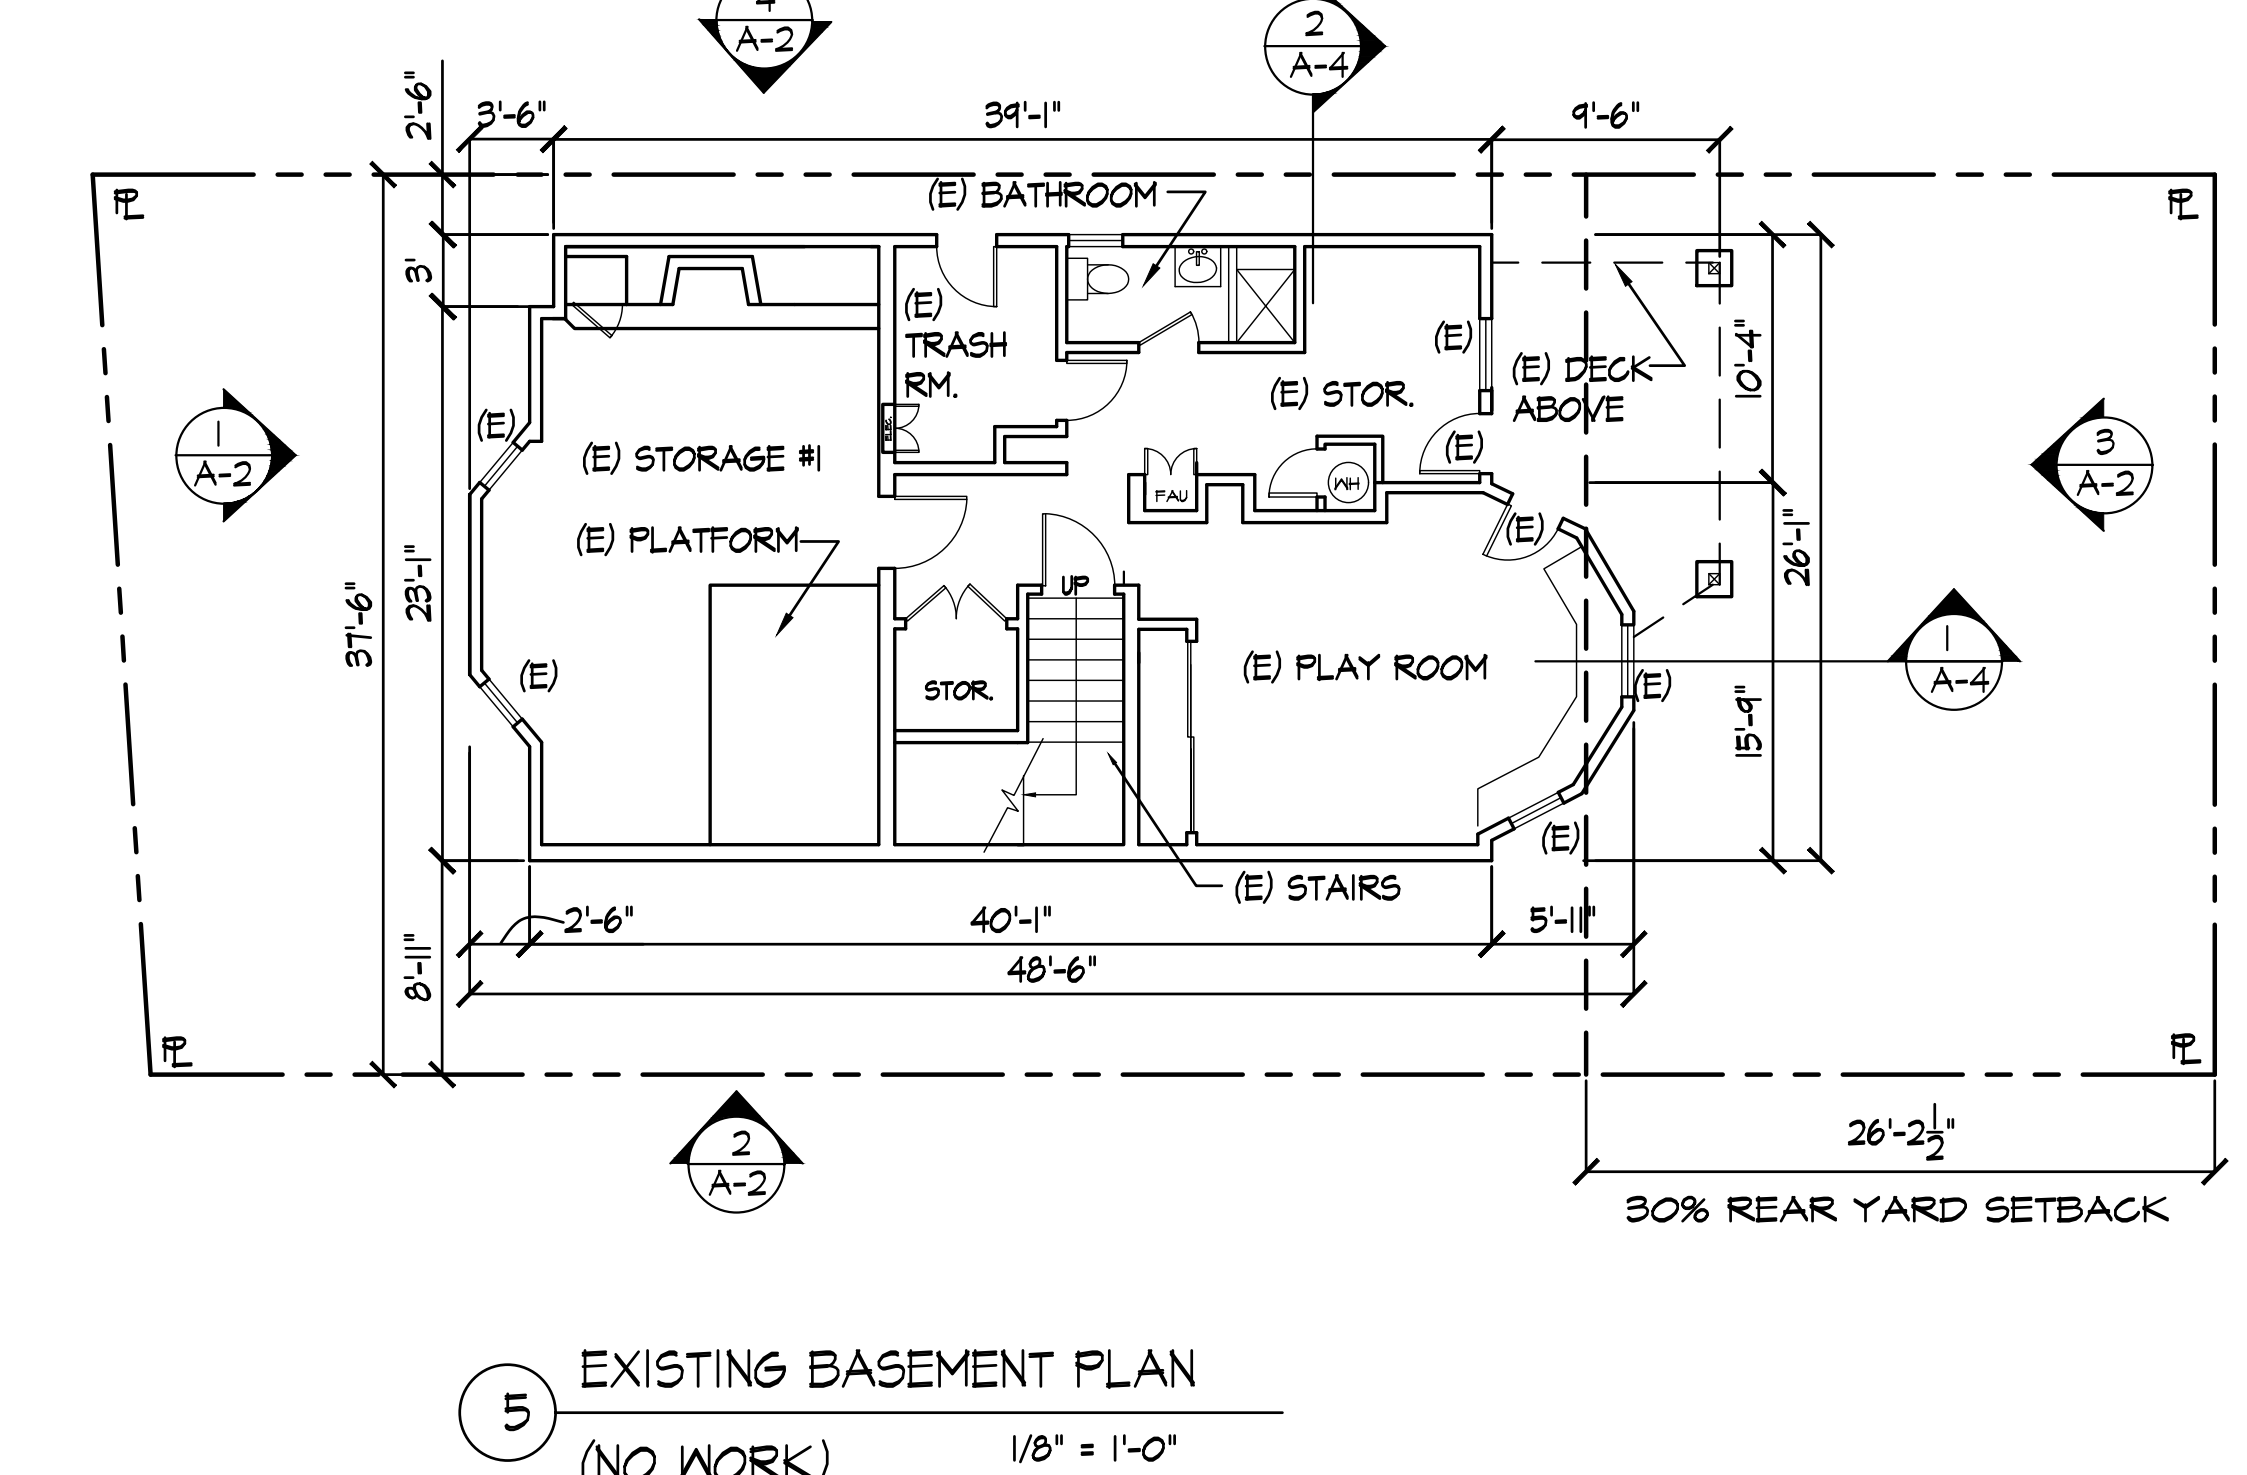 4
A-2
2
A-4
2'-6"
3'-6"
39'-1"
9'-6"
PL
(E) BATHROOM
PL
3'
(E)
TRASH
RM.
(E)
(E) DECK
ABOVE
10'-4"
(E) STOR.
1
A-2
(E)
(E) STORAGE #1
ELEC.
(E)
3
A-2
FAU
WH
(E) PLATFORM
(E)
26'-1"
37'-6"
23'-1"
UP
(E)
STOR.
(E) PLAY ROOM
(E)
1
A-4
15'-9"
(E)
(E) STAIRS
2'-6"
40'-1"
5'-11"
8'-11"
48'-6"
PL
PL
2
A-2
26'-2 1/2"
30% REAR YARD SETBACK
5
EXISTING BASEMENT PLAN
(NO WORK)
1/8" = 1'-0"